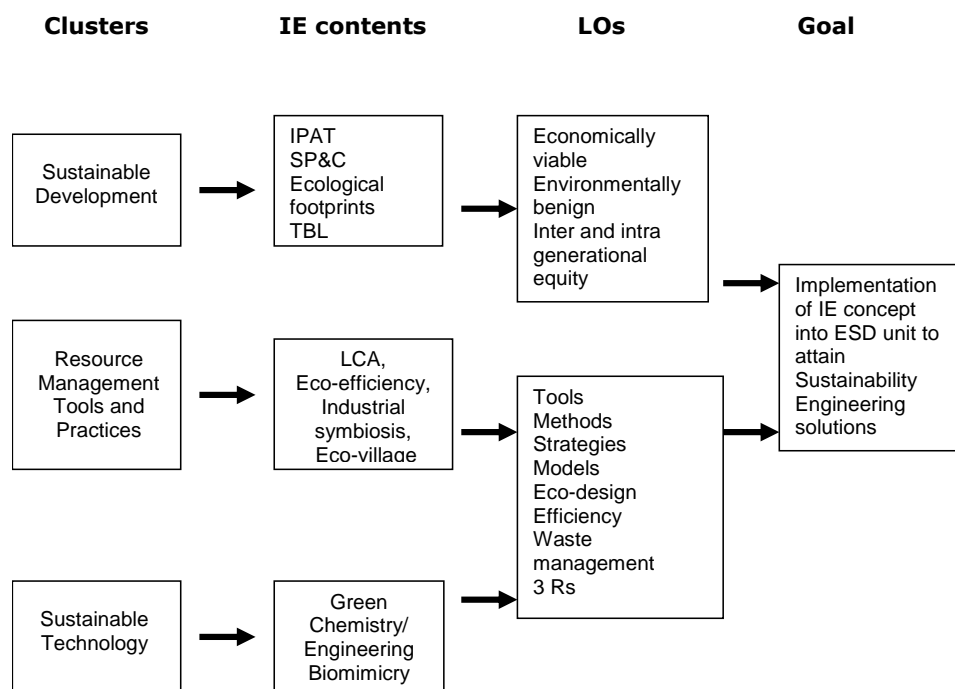 Clusters
IE contents
LOs
Goal
Sustainable
Development
IPAT
SP&C
Ecological
footprints
TBL
Economically
viable
Environmentally
benign
Inter and intra
generational
equity
Resource
Management
Tools and
Practices
LCA,
Eco-efficiency,
Industrial
symbiosis,
Eco-village
Tools
Methods
Strategies
Models
Eco-design
Efficiency
Waste
management
3 Rs
Sustainable
Technology
Green
Chemistry/
Engineering
Biomimicry
Implementation
of IE concept
into ESD unit to
attain
Sustainability
Engineering
solutions